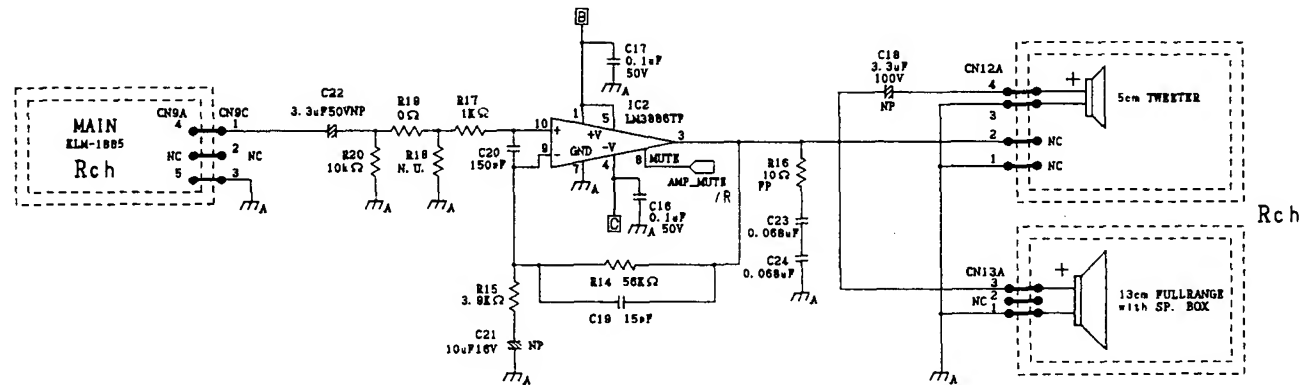 B
C17
0.1uF
50V
A
C18
3.3uF
100V
NP
CN12A
4
3
2
1
NC
NC
5cm TWEETER
+
MAIN
KLM-1885
Rch
CN9A
CN9C
4
1
NC
2
NC
5
3
A
C22
3.3uF50VNP
R19
0Ω
R17
1KΩ
R20
10kΩ
A
R18
N.U.
A
C20
150pF
IC2
LM3886TF
1
5
10
+
+V
9
-
GND
-V
3
7
4
8
MUTE
AMP_MUTE
/R
A
C16
0.1uF
50V
A
C
R16
10Ω
FP
C23
0.068uF
C24
0.068uF
A
Rch
R14
56KΩ
C19
15pF
R15
3.9KΩ
C21
10uF16V
NP
A
CN13A
3
NC
2
1
+
13cm FULLRANGE
with SP. BOX
A